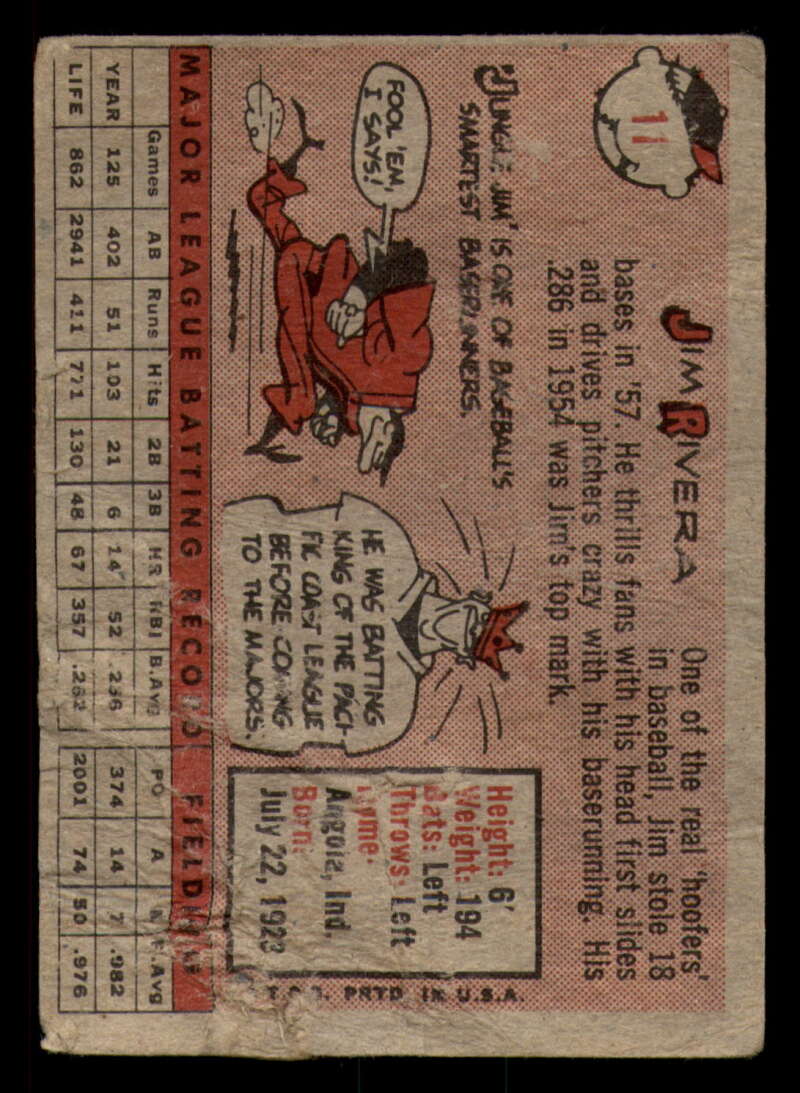 11
JIM RIVERA
One of the real 'hoofers'
in baseball, Jim stole 18
bases in '57. He thrills fans with his head first slides
and drives pitchers crazy with his baserunning. His
.286 in 1954 was Jim's top mark.
"JUNGLE JIM" IS ONE OF BASEBALL'S
SMARTEST BASERUNNERS.
FOOL 'EM,
I SAYS!
HE WAS BATTING
KING OF THE PACI-
FIC COAST LEAGUE
BEFORE COMING
TO THE MAJORS.
Height: 6'
Weight: 194
Bats: Left
Throws: Left
Home:
Angola, Ind.
Born:
July 22, 1923
T.C.G. PRTD IN U.S.A.
MAJOR LEAGUE BATTING RECORD FIELDING
Games AB Runs Hits 2B 3B HR RBI B.Avg PO A E F.Avg
YEAR 125 402 51 103 21 6 14 52 .256 374 14 7 .982
LIFE 862 2941 411 771 130 48 67 357 .262 2001 74 50 .976